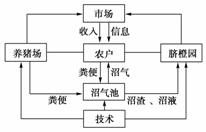 市场
收入 信息
养猪场 农户 脐橙园
粪便 沼气
粪便 沼气池 沼渣、沼液
技术